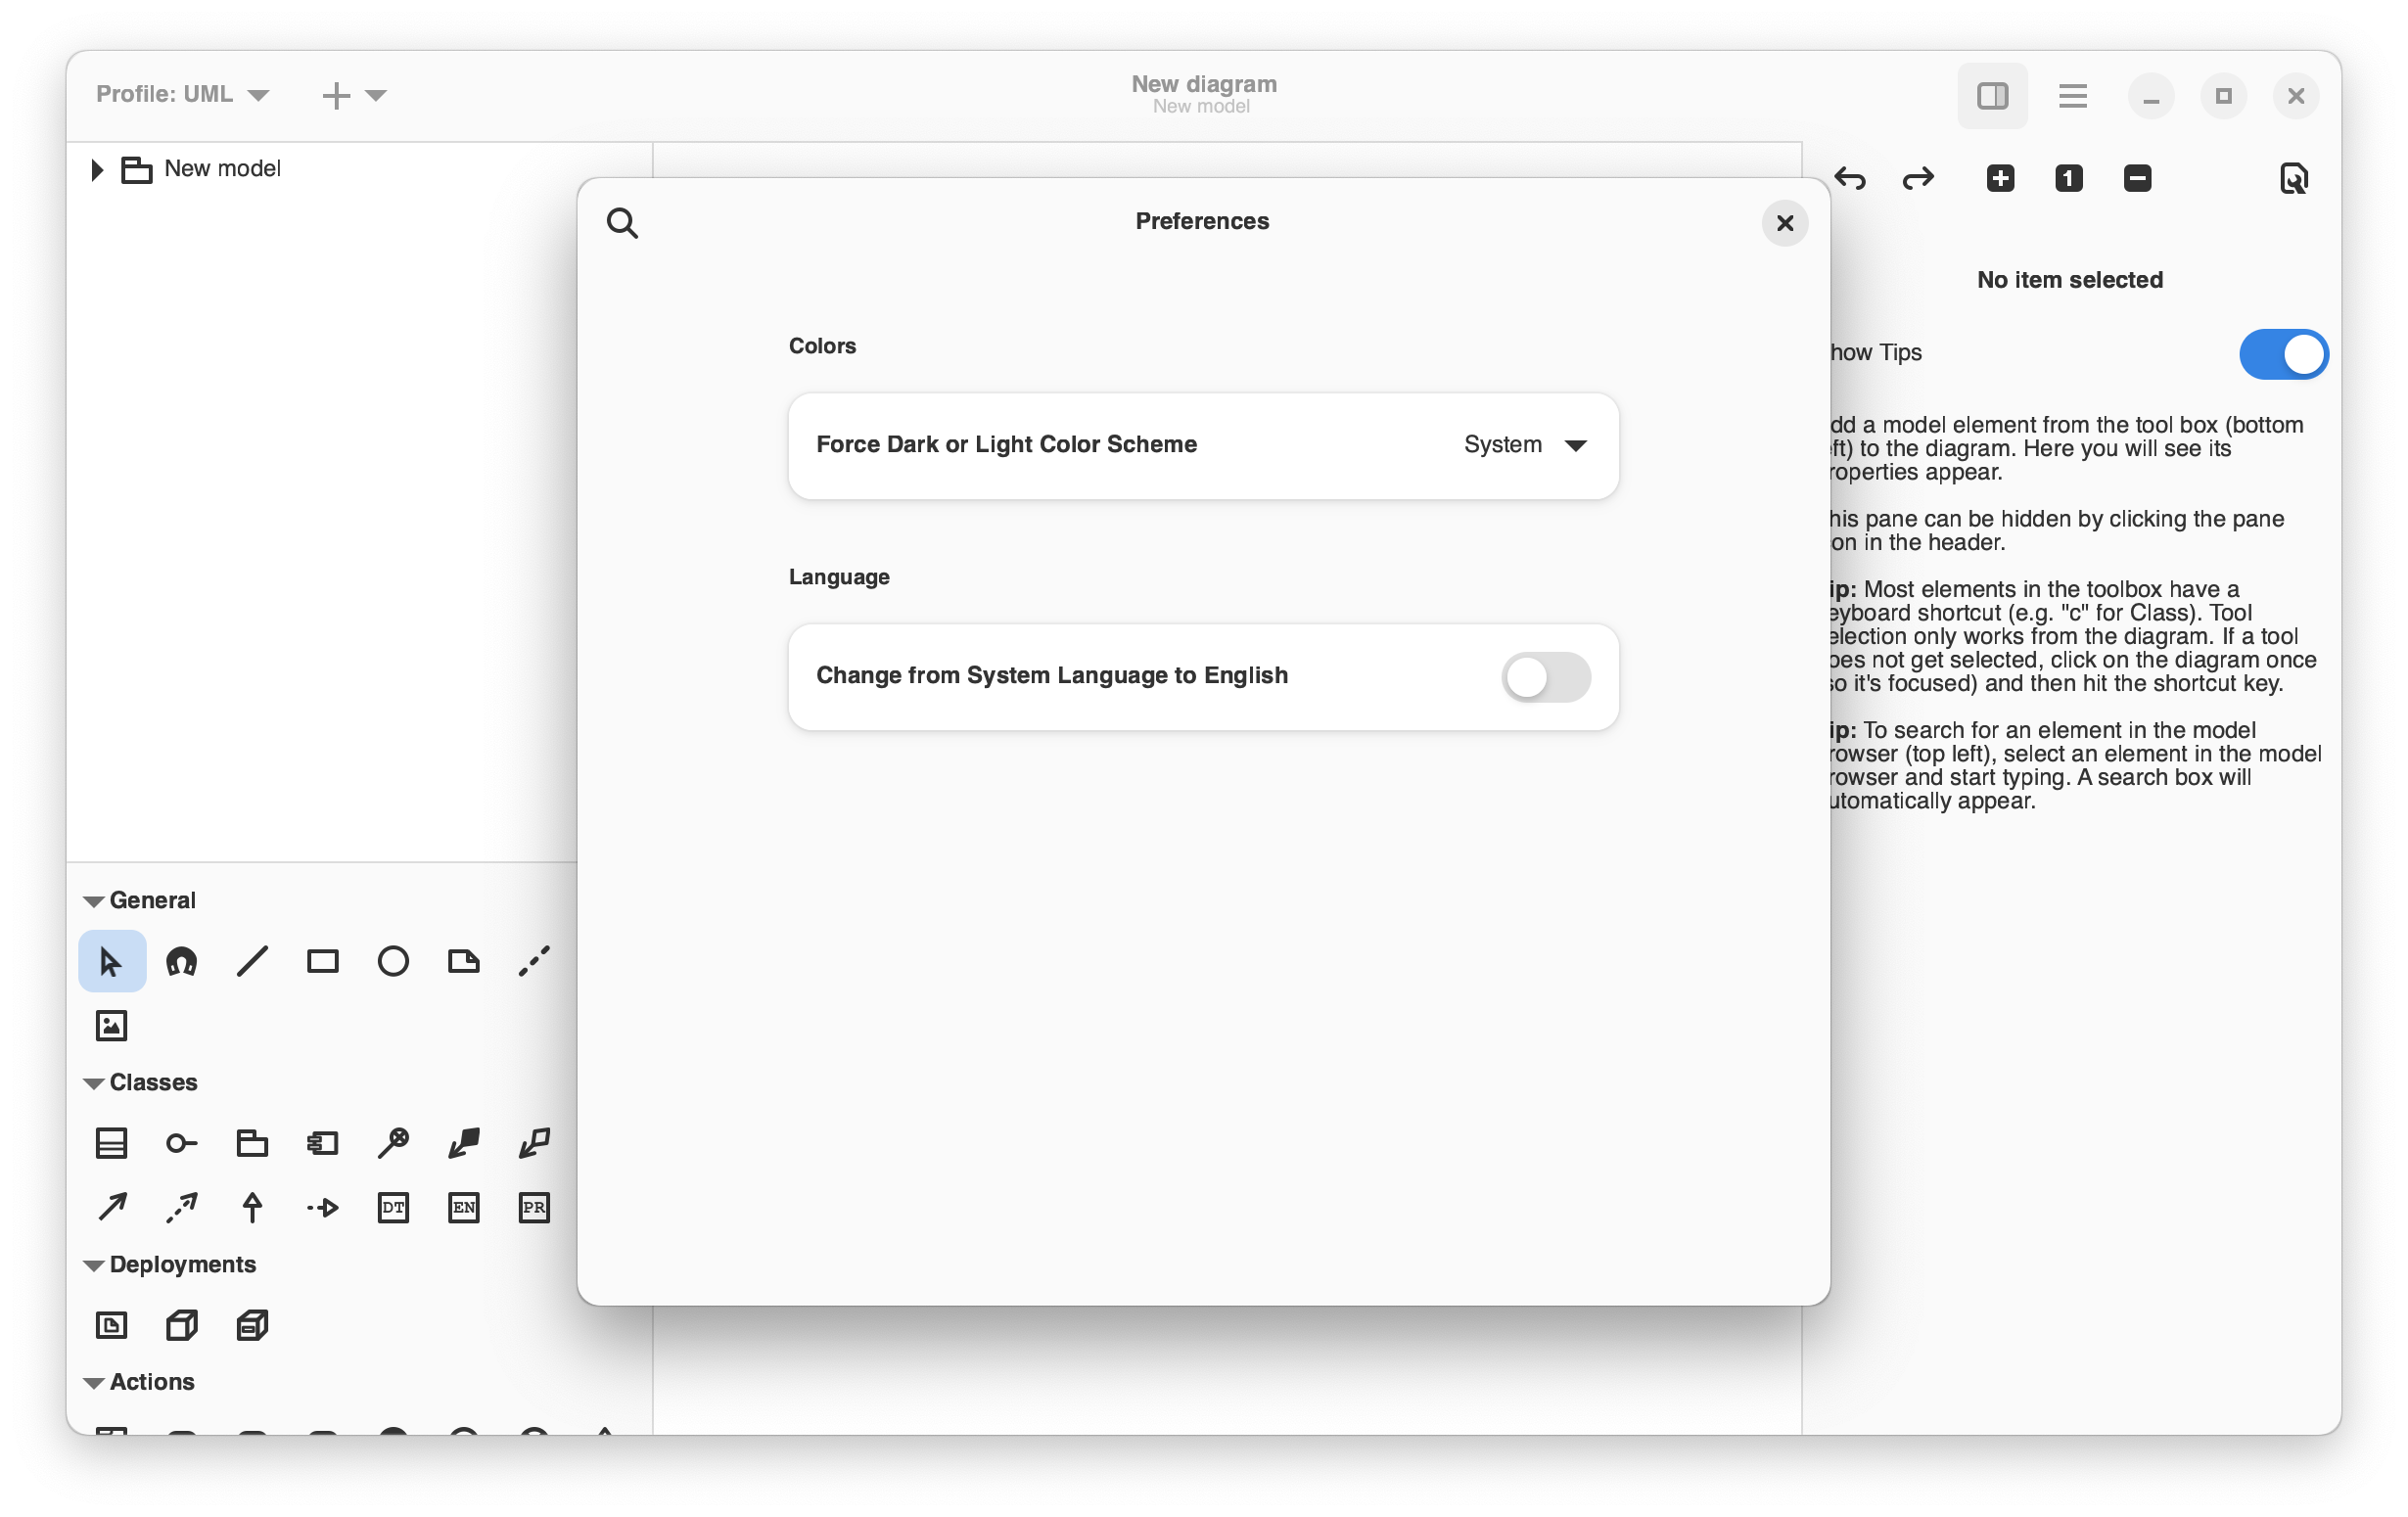 Profile: UML
New diagram
New model
New model
Preferences
Colors
Force Dark or Light Color Scheme
System
Language
Change from System Language to English
No item selected
how Tips
dd a model element from the tool box (bottom
ft) to the diagram. Here you will see its
roperties appear.
his pane can be hidden by clicking the pane
on in the header.
ip: Most elements in the toolbox have a
eyboard shortcut (e.g. "c" for Class). Tool
election only works from the diagram. If a tool
oes not get selected, click on the diagram once
so it's focused) and then hit the shortcut key.
ip: To search for an element in the model
rowser (top left), select an element in the model
rowser and start typing. A search box will
utomatically appear.
1
General
Classes
DT
EN
PR
Deployments
Actions